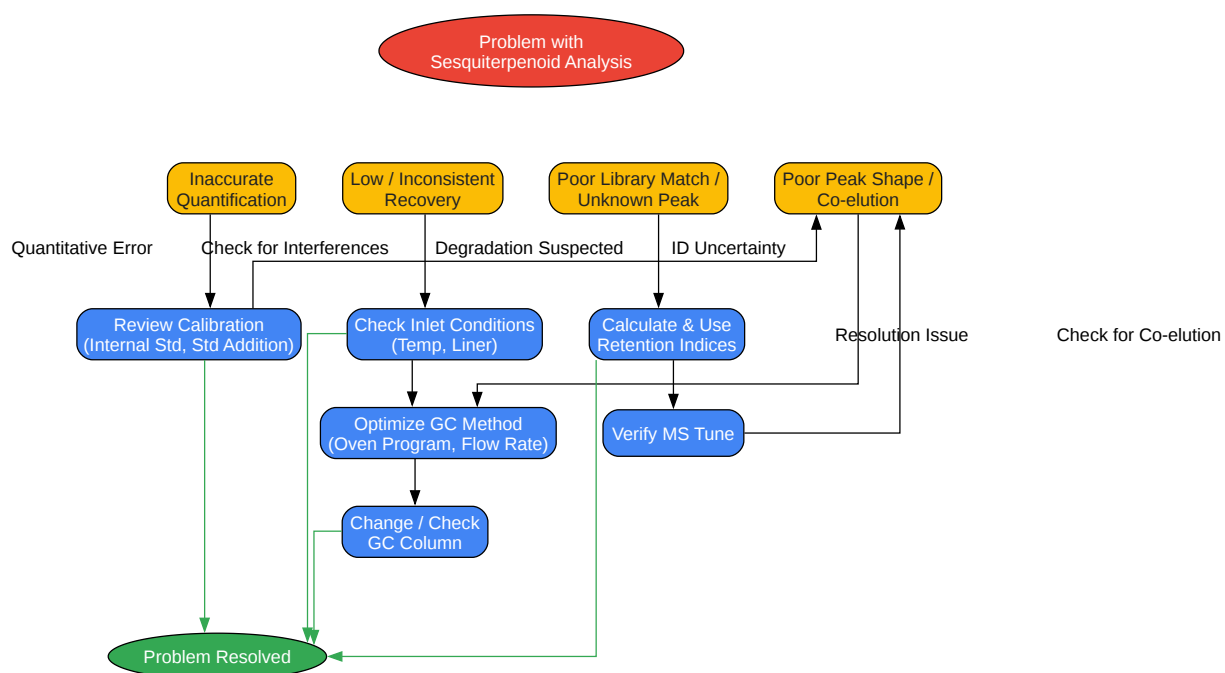 Problem with
Sesquiterpenoid Analysis
Inaccurate
Quantification
Low / Inconsistent
Recovery
Poor Library Match /
Unknown Peak
Poor Peak Shape /
Co-elution
Quantitative Error
Check for Interferences
Degradation Suspected
ID Uncertainty
Review Calibration
(Internal Std, Std Addition)
Check Inlet Conditions
(Temp, Liner)
Calculate & Use
Retention Indices
Resolution Issue
Check for Co-elution
Optimize GC Method
(Oven Program, Flow Rate)
Verify MS Tune
Change / Check
GC Column
Problem Resolved